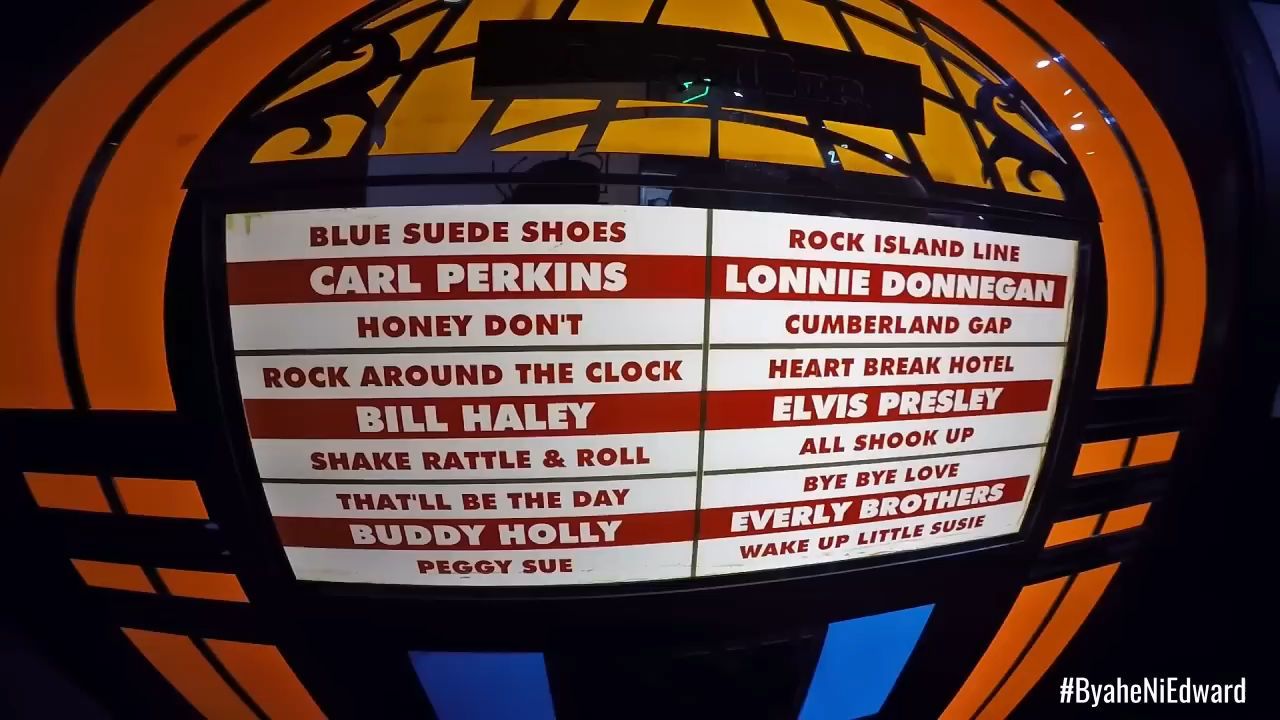 BLUE SUEDE SHOES
CARL PERKINS
HONEY DON'T
ROCK AROUND THE CLOCK
BILL HALEY
SHAKE RATTLE & ROLL
THAT'LL BE THE DAY
BUDDY HOLLY
PEGGY SUE
ROCK ISLAND LINE
LONNIE DONNEGAN
CUMBERLAND GAP
HEART BREAK HOTEL
ELVIS PRESLEY
ALL SHOOK UP
BYE BYE LOVE
EVERLY BROTHERS
WAKE UP LITTLE SUSIE
#ByaheNiEdward